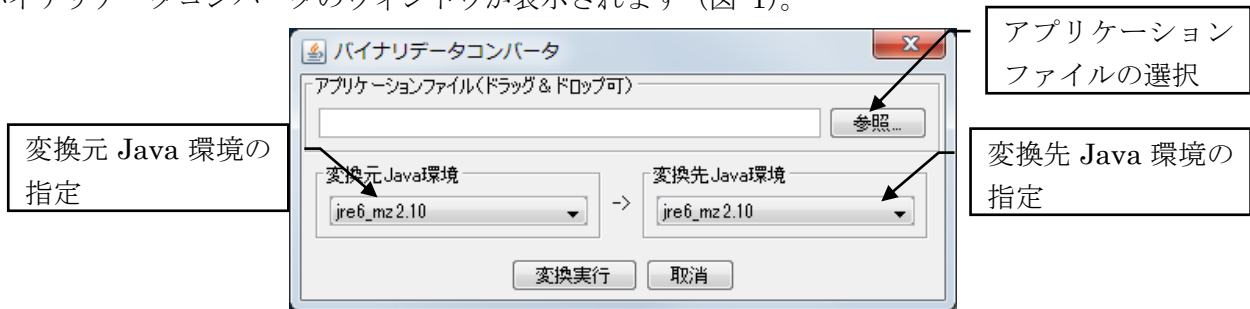 バイナリデータコンバータのウィンドウが表示されます（図 1）。
アプリケーション
ファイルの選択
バイナリデータコンバータ
アプリケーションファイル（ドラッグ＆ドロップ可）
参照...
変換元 Java 環境の
指定
変換先 Java 環境の
指定
変換元Java環境
変換先Java環境
jre6_mz2.10
->
jre6_mz2.10
変換実行
取消